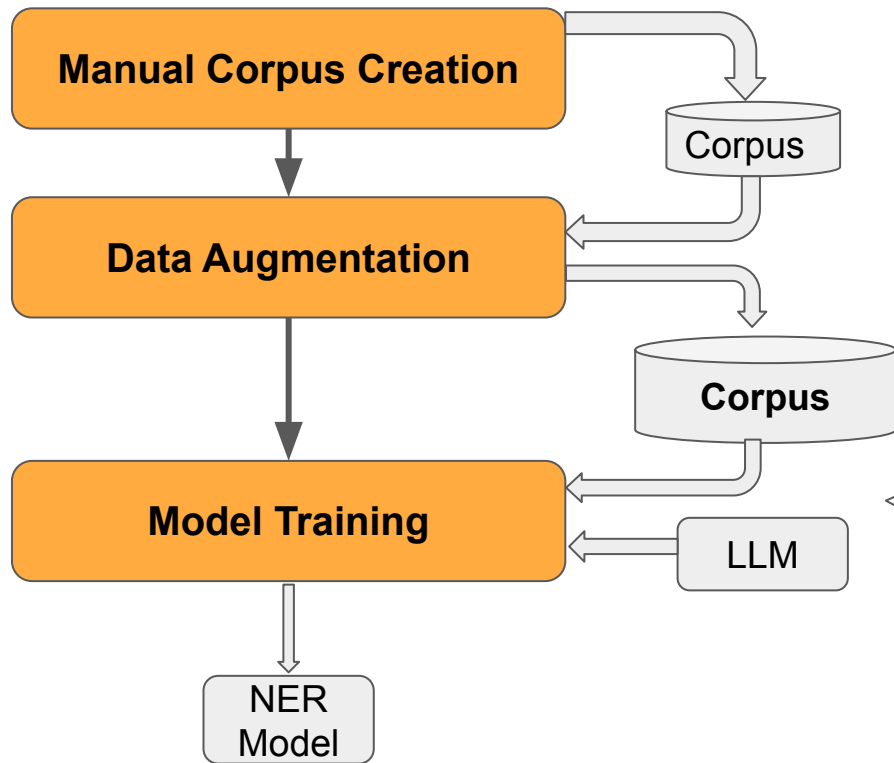 Manual Corpus Creation
Corpus
Data Augmentation
Corpus
Model Training
LLM
NER
Model